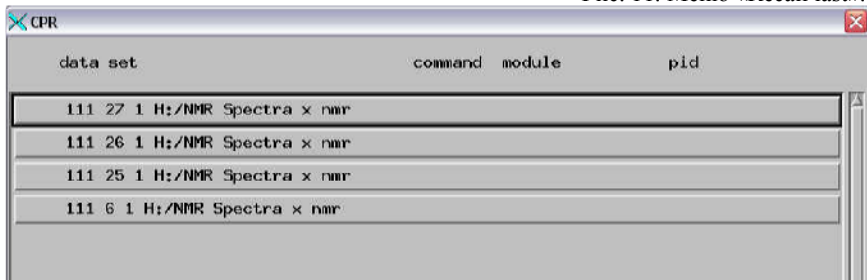 CPR
data set command module pid
111 27 1 H:/NMR Spectra x nmr
111 26 1 H:/NMR Spectra x nmr
111 25 1 H:/NMR Spectra x nmr
111 6 1 H:/NMR Spectra x nmr